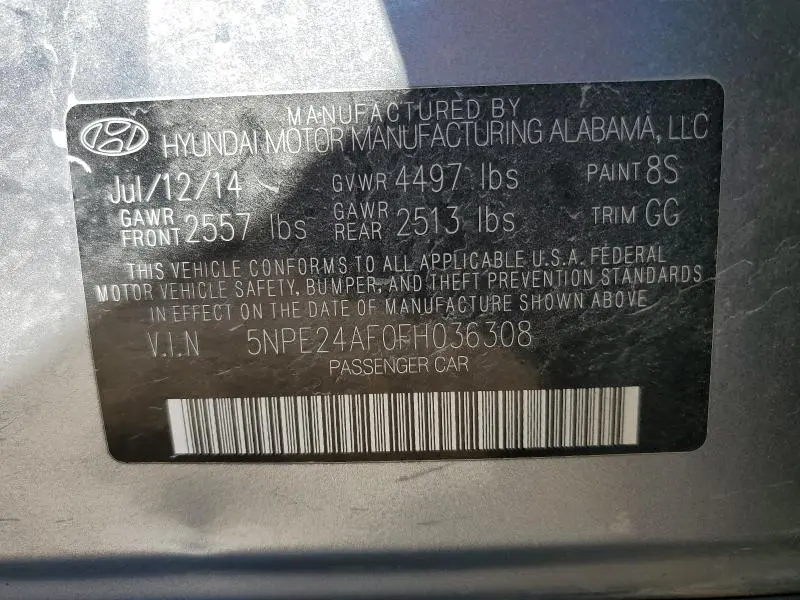 MANUFACTURED BY
HYUNDAI MOTOR MANUFACTURING ALABAMA, LLC
Jul/12/14 GVWR 4497 lbs PAINT 8S
GAWR FRONT 2557 lbs GAWR REAR 2513 lbs TRIM GG
THIS VEHICLE CONFORMS TO ALL APPLICABLE U.S.A. FEDERAL
MOTOR VEHICLE SAFETY, BUMPER, AND THEFT PREVENTION STANDARDS
IN EFFECT ON THE DATE OF MANUFACTURE SHOWN ABOVE
V.I.N 5NPE24AF0FH036308
PASSENGER CAR